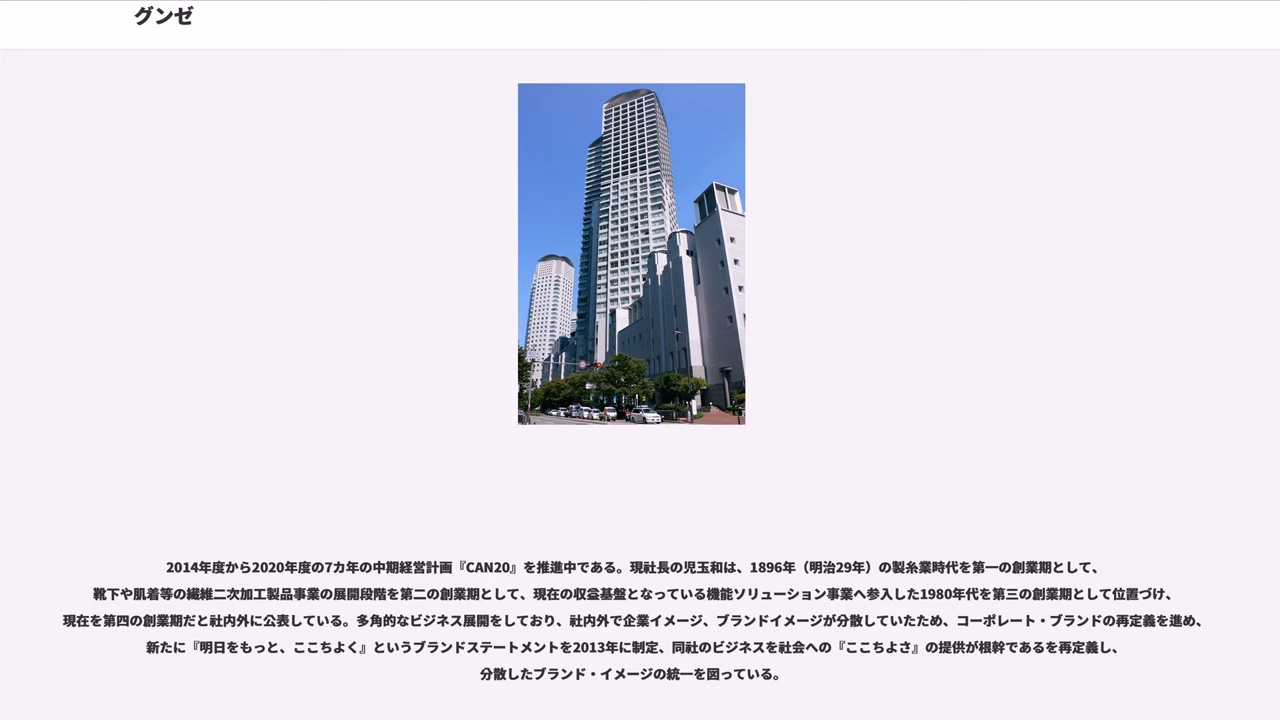 グンゼ
2014年度から2020年度の7カ年の中期経営計画『CAN20』を推進中である。現社長の児玉和は、1896年（明治29年）の製糸業時代を第一の創業期として、
靴下や肌着等の繊維二次加工製品事業の展開段階を第二の創業期として、現在の収益基盤となっている機能ソリューション事業へ参入した1980年代を第三の創業期として位置づけ、
現在を第四の創業期だと社内外に公表している。多角的なビジネス展開をしており、社内外で企業イメージ、ブランドイメージが分散していたため、コーポレート・ブランドの再定義を進め、
新たに『明日をもっと、ここちよく』というブランドステートメントを2013年に制定、同社のビジネスを社会への『ここちよさ』の提供が根幹であるを再定義し、
分散したブランド・イメージの統一を図っている。